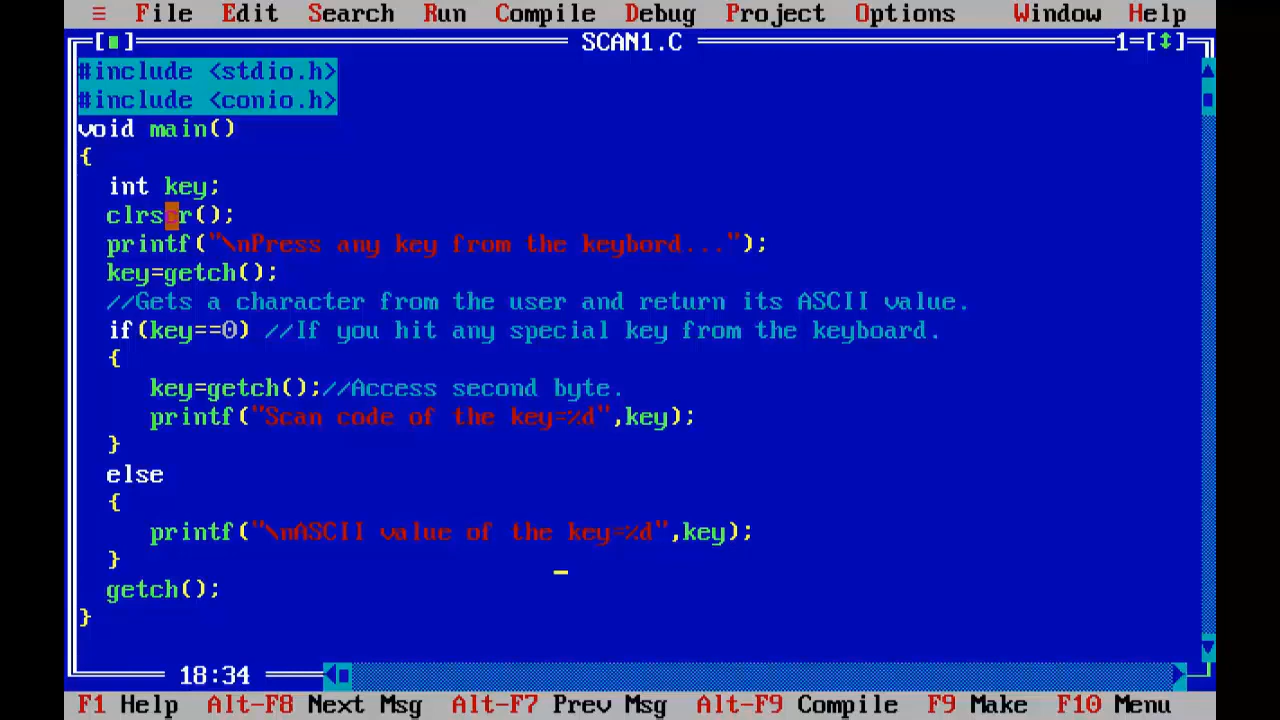 ≡ File Edit Search Run Compile Debug Project Options Window Help
[■] SCAN1.C 1=[↕]
#include <stdio.h>
#include <conio.h>
void main()
{
int key;
clrscr();
printf("\nPress any key from the keybord...");
key=getch();
//Gets a character from the user and return its ASCII value.
if(key==0) //If you hit any special key from the keyboard.
{
key=getch();//Access second byte.
printf("Scan code of the key=%d",key);
}
else
{
printf("\nASCII value of the key=%d",key);
}
getch();
}
18:34
F1 Help Alt-F8 Next Msg Alt-F7 Prev Msg Alt-F9 Compile F9 Make F10 Menu